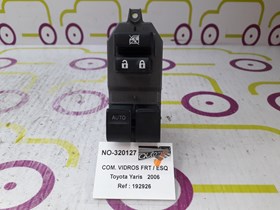 AUTO
NO-320127
COM. VIDROS FRT / ESQ
Toyota Yaris 2006
Ref : 192926